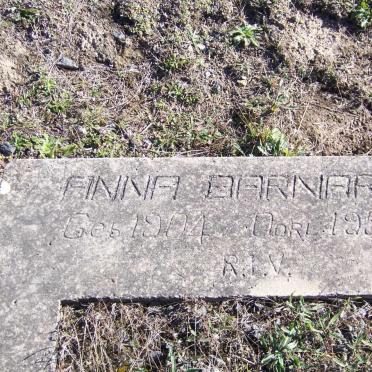 ANNA BARNAR
GEB 1904 OORL 195
R.I.V.